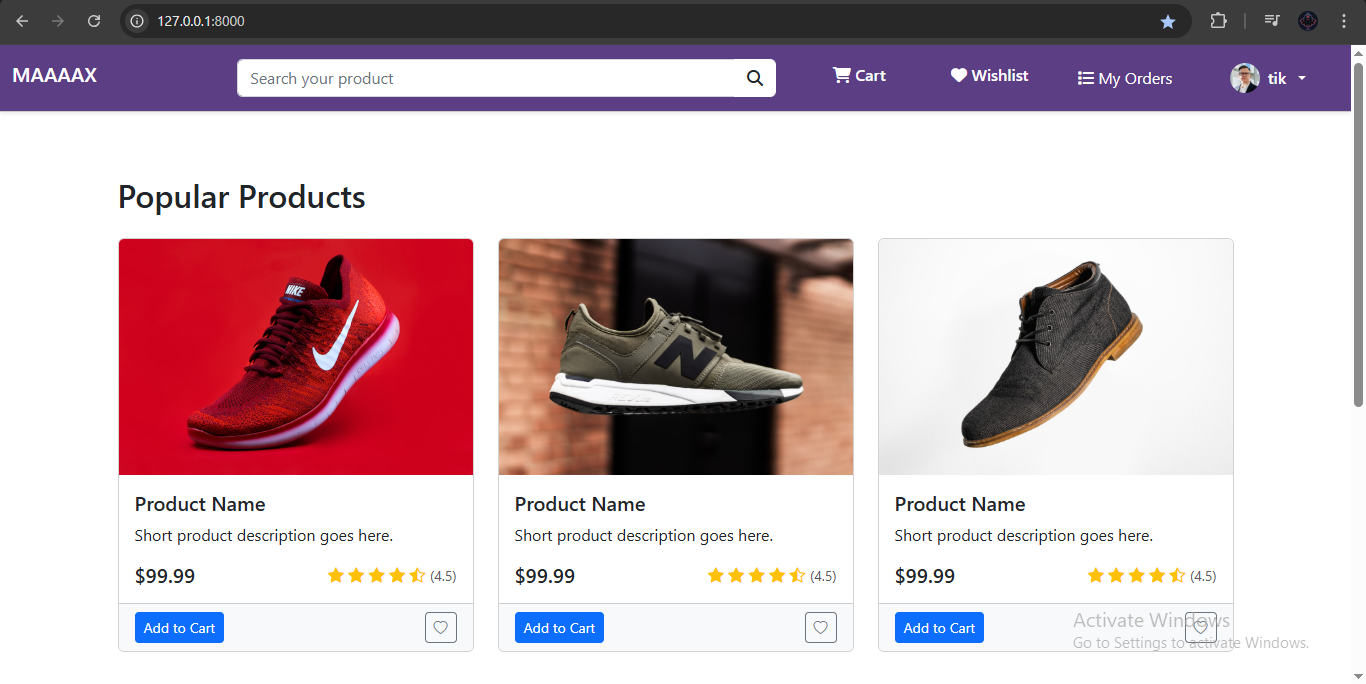 127.0.0.1:8000
MAAAAX
Search your product
Cart
Wishlist
My Orders
tik
Popular Products
NIKE
N
Product Name
Product Name
Product Name
Short product description goes here.
Short product description goes here.
Short product description goes here.
$99.99
(4.5)
$99.99
(4.5)
$99.99
(4.5)
Add to Cart
Add to Cart
Add to Cart
Activate Windows
Go to Settings to activate Windows.